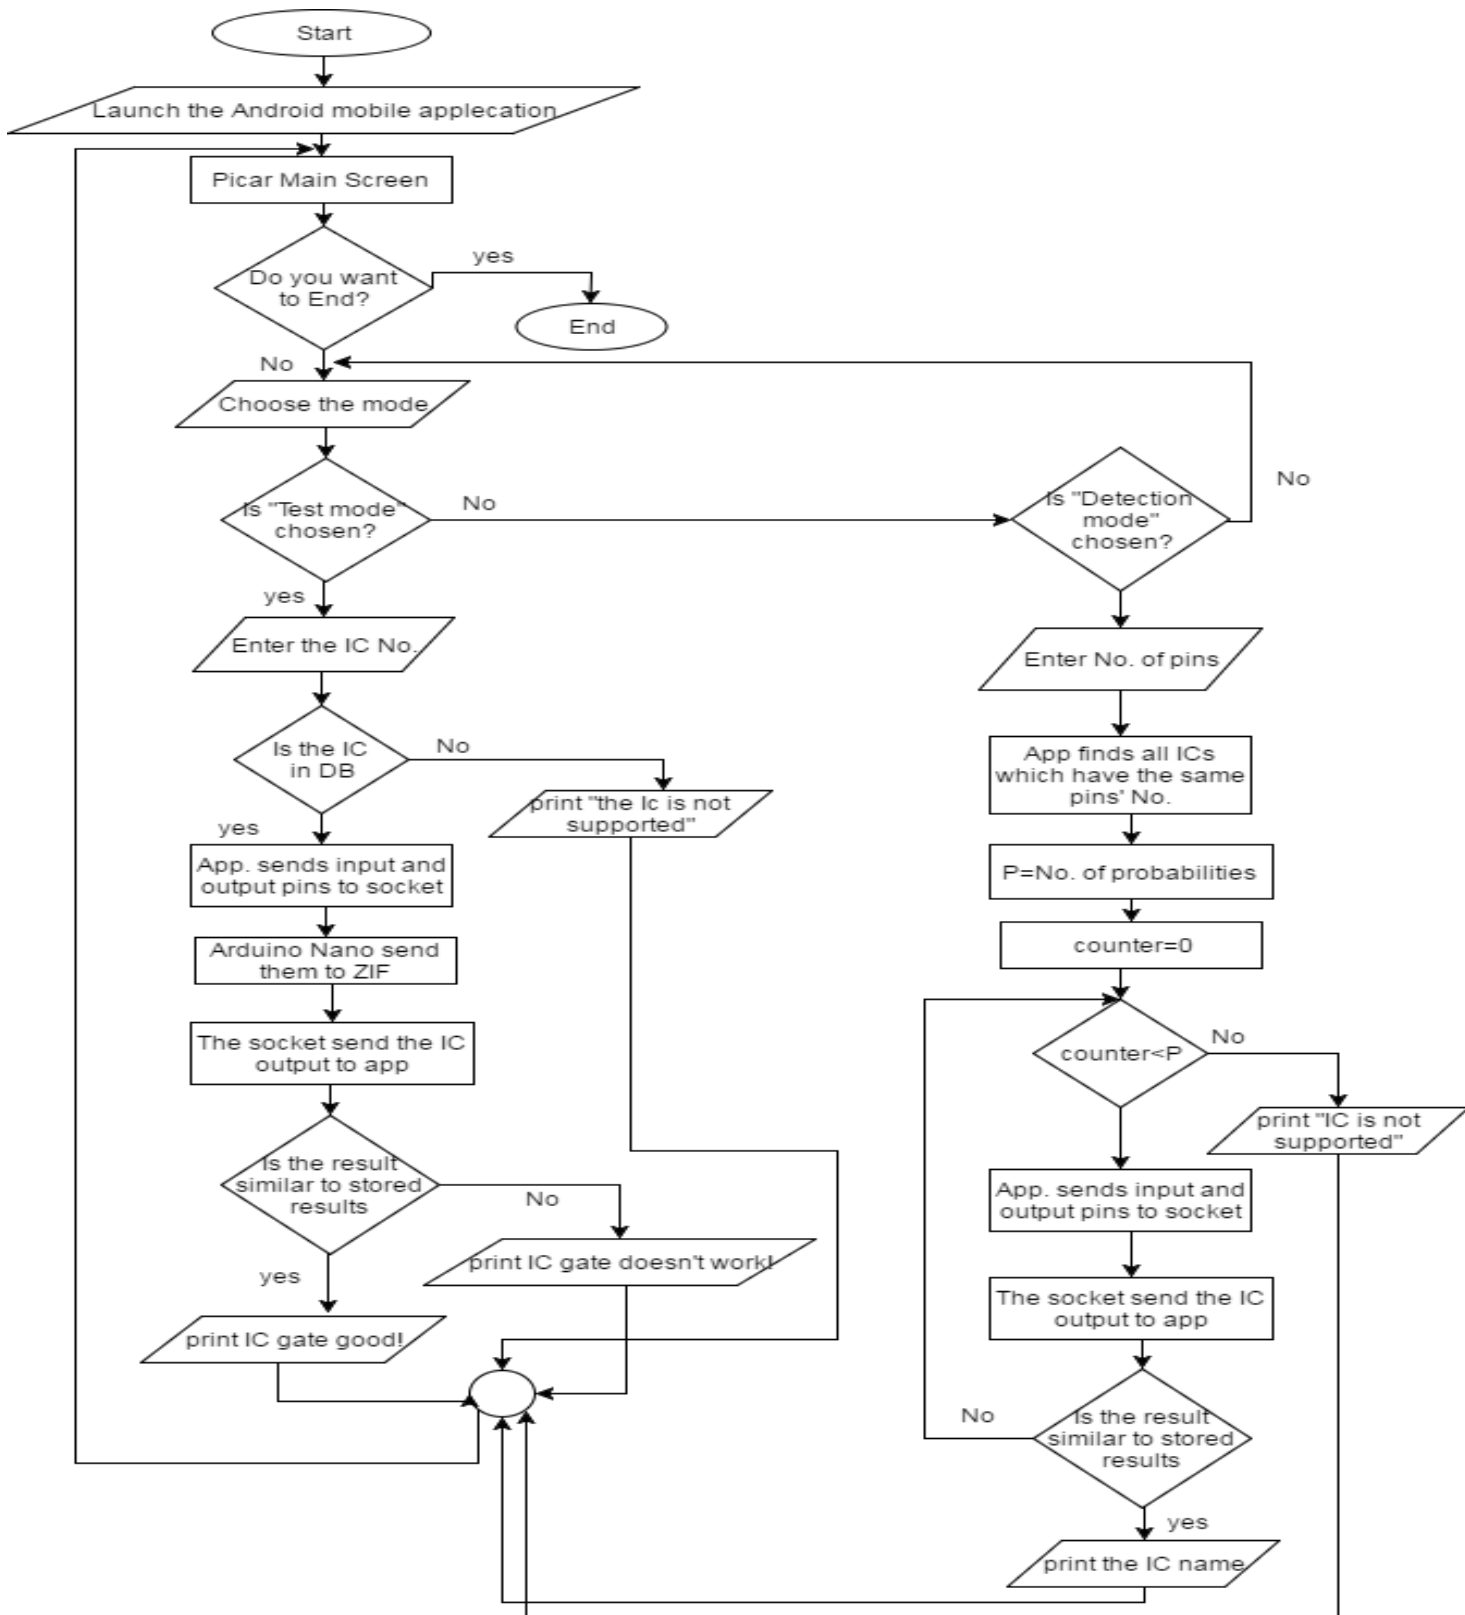 Start
Launch the Android mobile applecation
Picar Main Screen
Do you want
to End?
yes
End
No
Choose the mode
Is "Test mode"
chosen?
No
Is "Detection
mode"
chosen?
No
yes
Enter the IC No.
Is the IC
in DB
No
print "the Ic is not
supported"
yes
App. sends input and
output pins to socket
Arduino Nano send
them to ZIF
The socket send the IC
output to app
Is the result
similar to stored
results
No
print IC gate doesn't work!
yes
print IC gate good!
Enter No. of pins
App finds all ICs
which have the same
pins' No.
P=No. of probabilities
counter=0
counter<P
No
print "IC is not
supported"
App. sends input and
output pins to socket
The socket send the IC
output to app
Is the result
similar to stored
results
No
yes
print the IC name